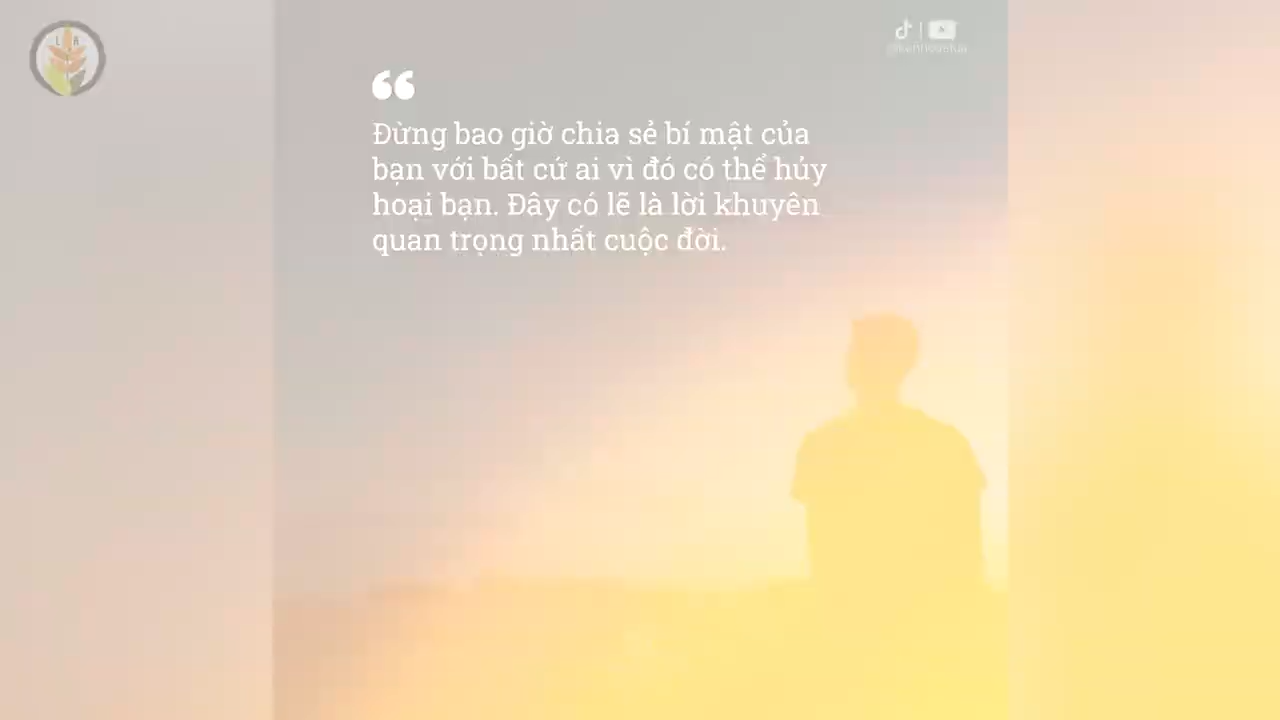 L A
Đừng bao giờ chia sẻ bí mật của
bạn với bất cứ ai vì đó có thể hủy
hoại bạn. Đây có lẽ là lời khuyên
quan trọng nhất cuộc đời.